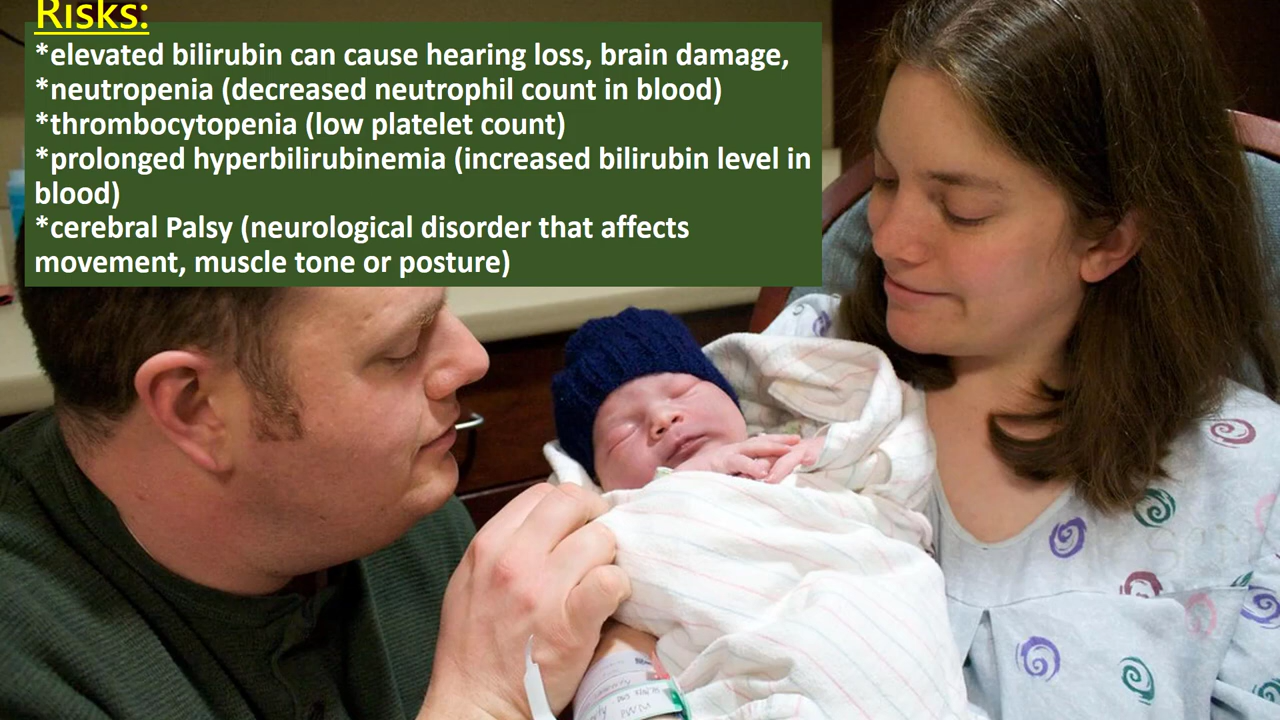 Risks:
*elevated bilirubin can cause hearing loss, brain damage,
*neutropenia (decreased neutrophil count in blood)
*thrombocytopenia (low platelet count)
*prolonged hyperbilirubinemia (increased bilirubin level in
blood)
*cerebral Palsy (neurological disorder that affects
movement, muscle tone or posture)